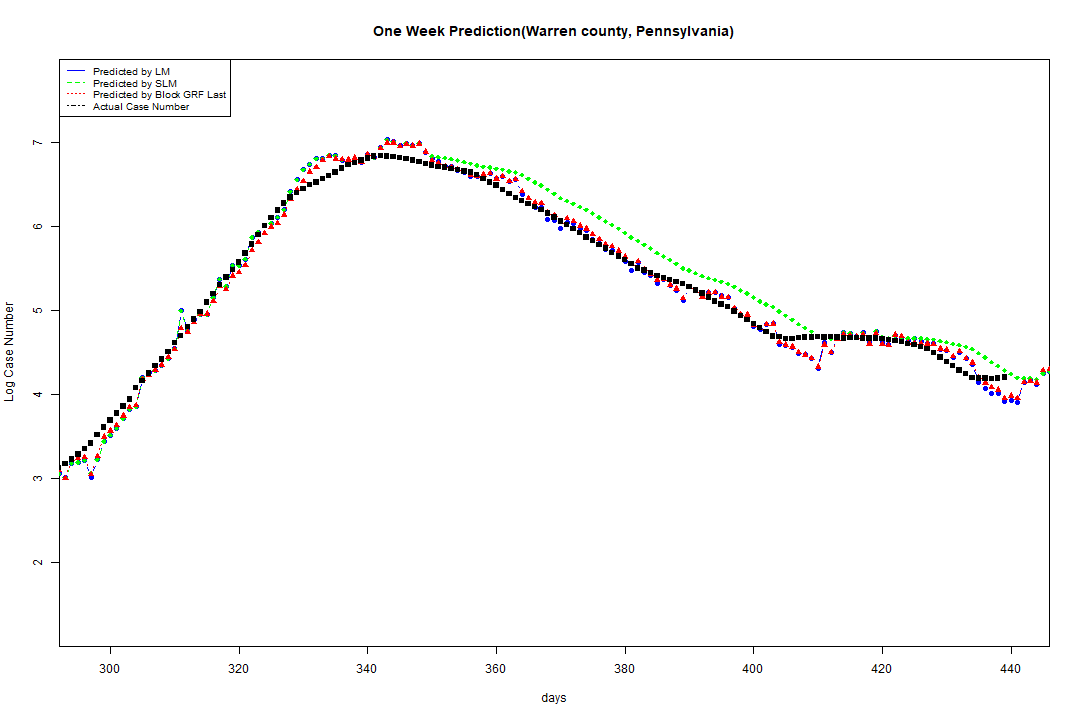 One Week Prediction(Warren county, Pennsylvania)
Predicted by LM
Predicted by SLM
Predicted by Block GRF Last
Actual Case Number
7
6
5
4
3
2
Log Case Number
300 320 340 360 380 400 420 440
days